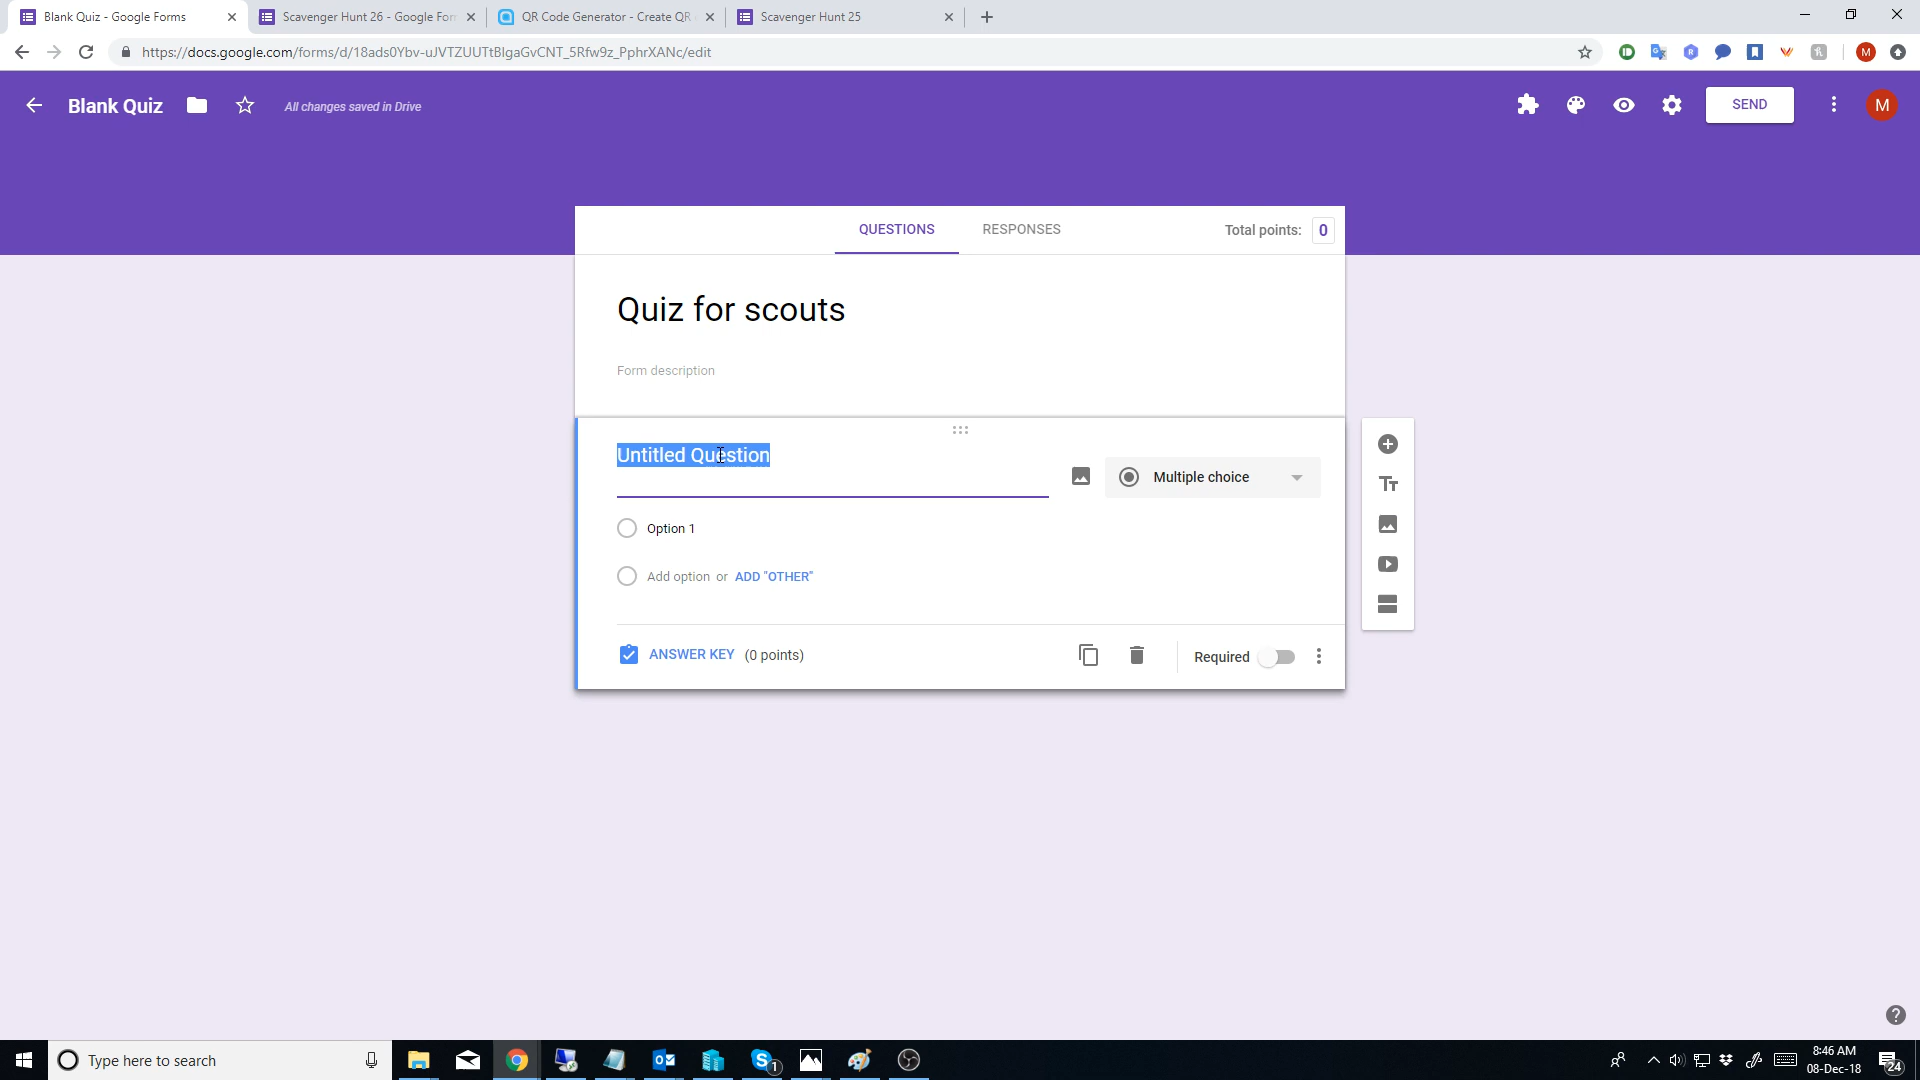 Blank Quiz - Google Forms
Scavenger Hunt 26 - Google For
QR Code Generator - Create QR
Scavenger Hunt 25
https://docs.google.com/forms/d/18ads0Ybv-uJVTZUUTtBlgaGvCNT_5Rfw9z_PphrXANc/edit
M
Blank Quiz
All changes saved in Drive
SEND
M
QUESTIONS
RESPONSES
Total points: 0
Quiz for scouts
Form description
Untitled Question
Multiple choice
Option 1
Add option or ADD "OTHER"
ANSWER KEY (0 points)
Required
Type here to search
1
8:46 AM
08-Dec-18
24